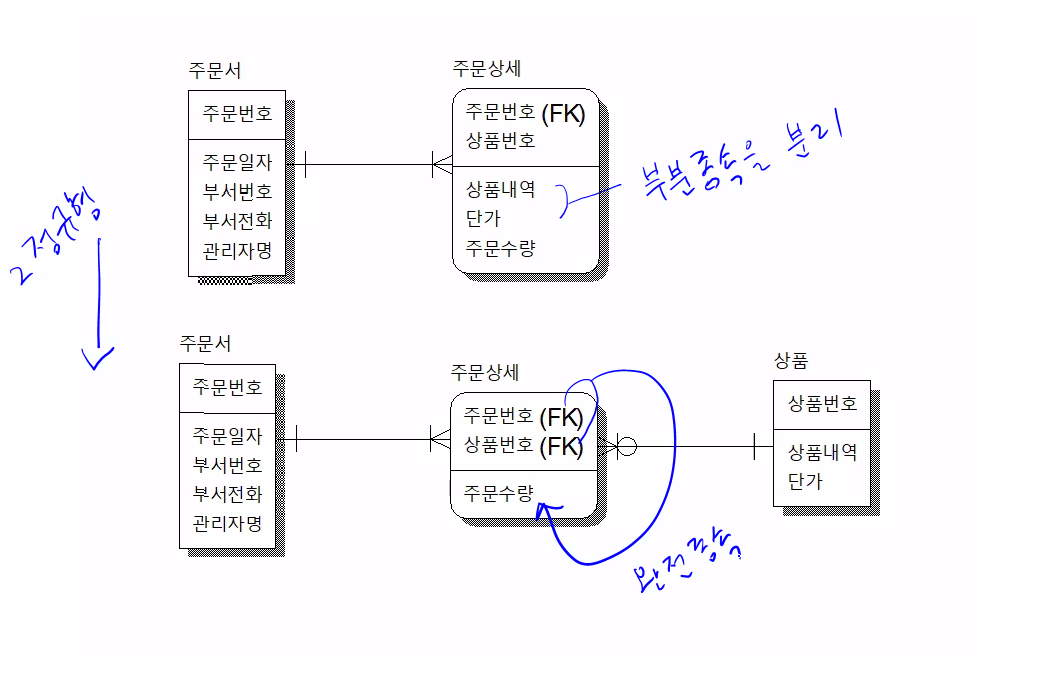 주문서
주문번호
주문일자
부서번호
부서전화
관리자명
주문상세
주문번호 (FK)
상품번호
상품내역
단가
주문수량
부분종속을 분리
2정규형
주문서
주문번호
주문일자
부서번호
부서전화
관리자명
주문상세
주문번호 (FK)
상품번호 (FK)
주문수량
상품
상품번호
상품내역
단가
완전종속